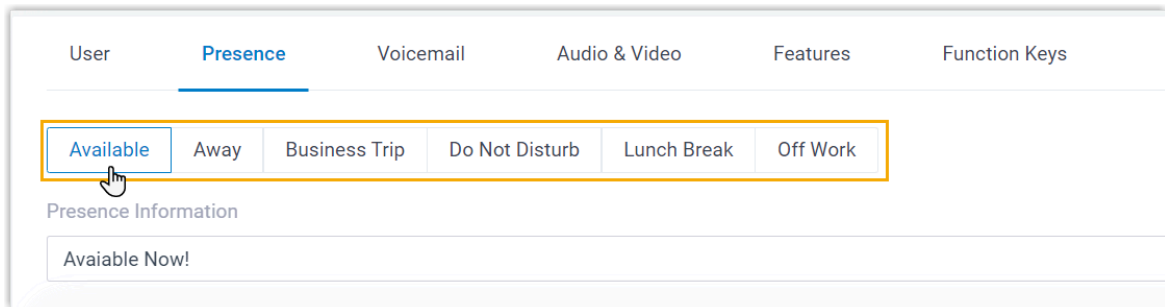 User Presence Voicemail Audio & Video Features Function Keys
Available Away Business Trip Do Not Disturb Lunch Break Off Work
Presence Information
Avaiable Now!